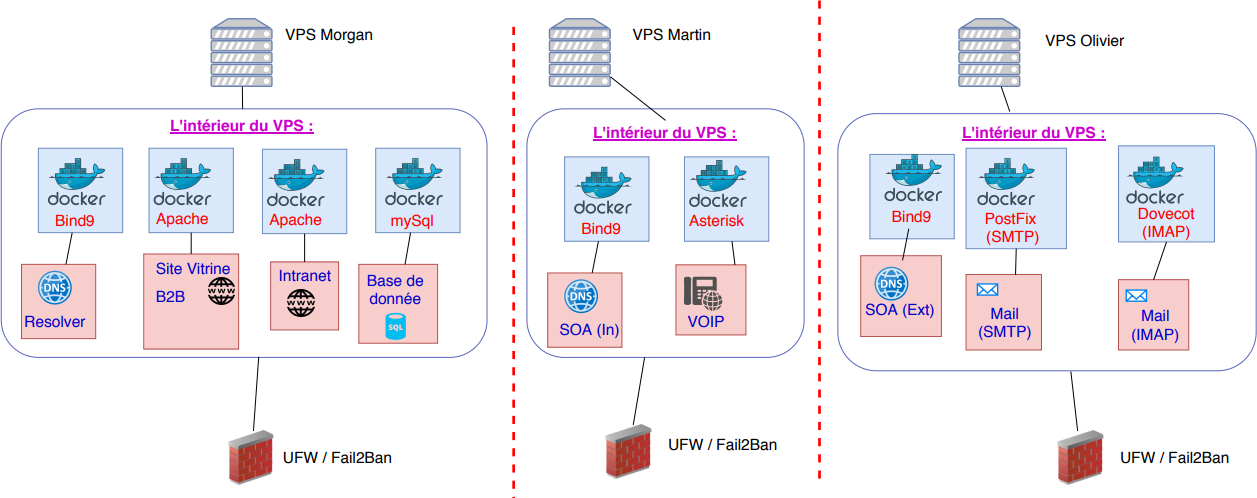 VPS Morgan
L'intérieur du VPS :
docker
Bind9
DNS
Resolver
docker
Apache
Site Vitrine
B2B
WWW
docker
Apache
Intranet
WWW
docker
mySql
Base de
donnée
SQL
UFW / Fail2Ban
VPS Martin
L'intérieur du VPS :
docker
Bind9
DNS
SOA (In)
docker
Asterisk
VOIP
UFW / Fail2Ban
VPS Olivier
L'intérieur du VPS :
docker
Bind9
DNS
SOA (Ext)
docker
PostFix
(SMTP)
Mail
(SMTP)
docker
Dovecot
(IMAP)
Mail
(IMAP)
UFW / Fail2Ban